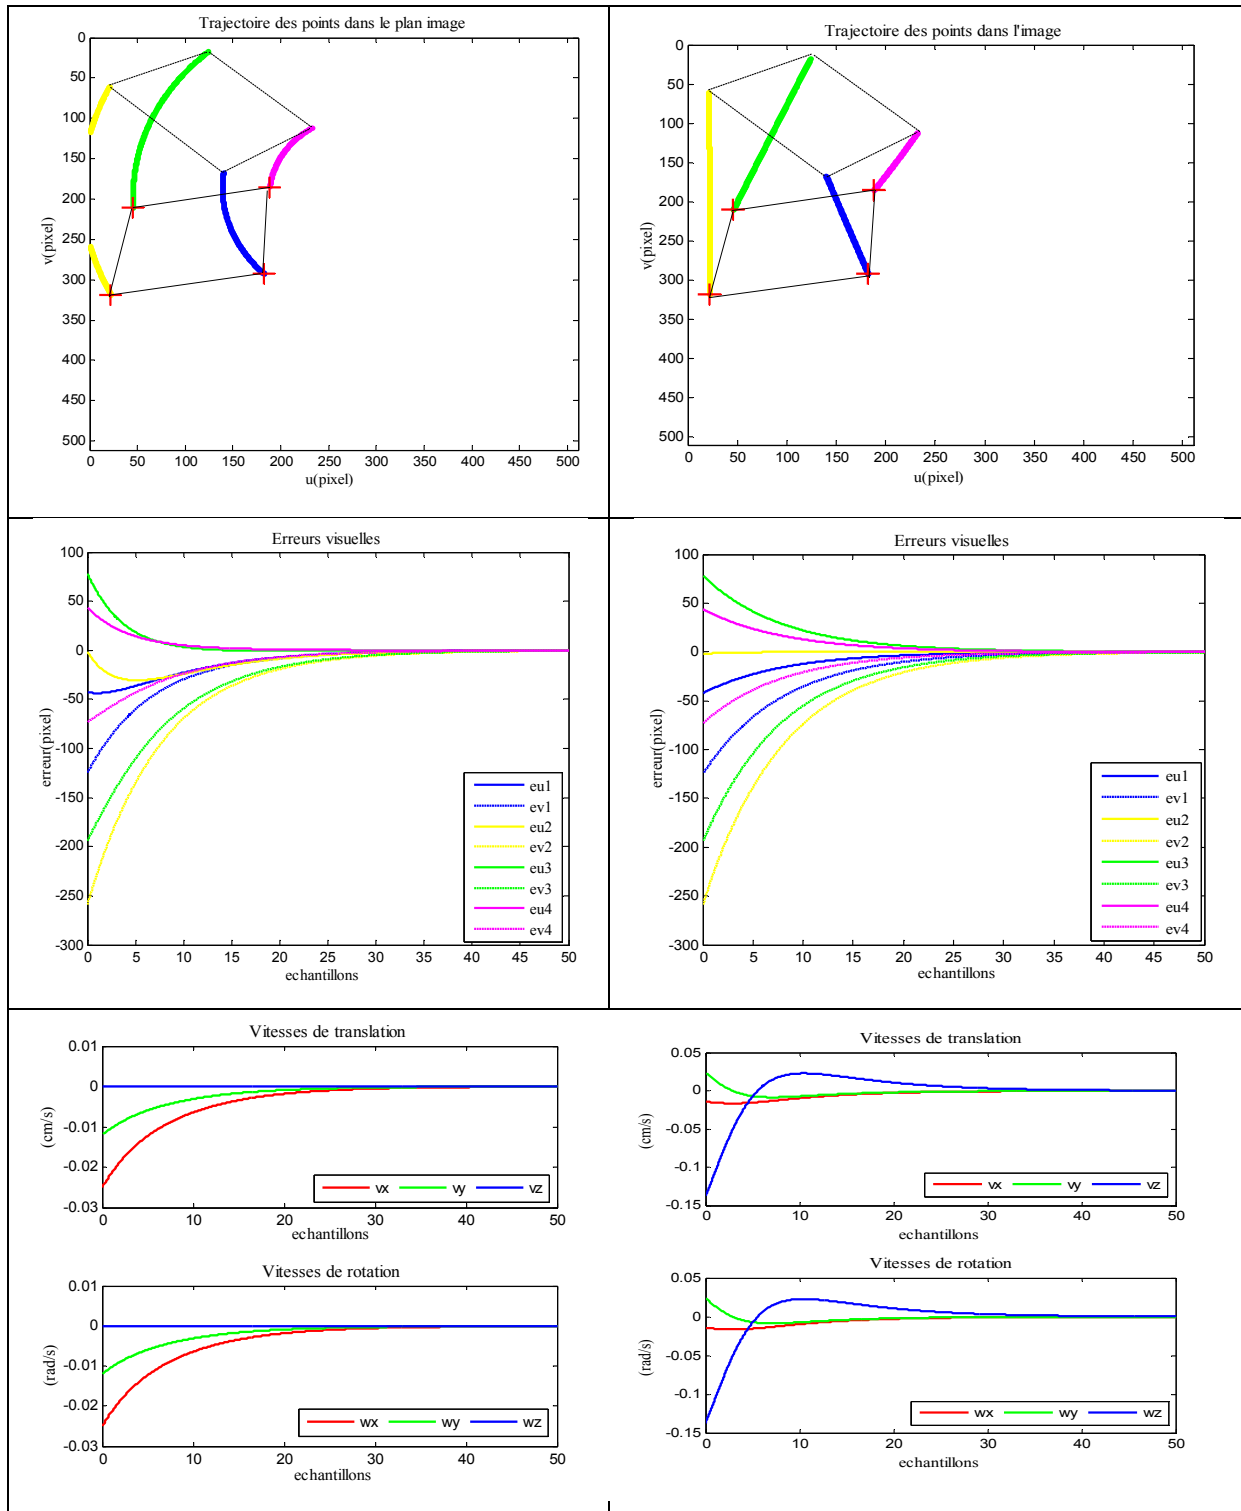 Trajectoire des points dans le plan image
0
50
100
150
200
250
300
350
400
450
500
v(pixel)
0 50 100 150 200 250 300 350 400 450 500
u(pixel)
Trajectoire des points dans l'image
0
50
100
150
200
250
300
350
400
450
500
v(pixel)
0 50 100 150 200 250 300 350 400 450 500
u(pixel)
Erreurs visuelles
100
50
0
-50
-100
-150
-200
-250
-300
erreur(pixel)
eu1
ev1
eu2
ev2
eu3
ev3
eu4
ev4
0 5 10 15 20 25 30 35 40 45 50
echantillons
Erreurs visuelles
100
50
0
-50
-100
-150
-200
-250
-300
erreur(pixel)
eu1
ev1
eu2
ev2
eu3
ev3
eu4
ev4
0 5 10 15 20 25 30 35 40 45 50
echantillons
Vitesses de translation
0.01
0
-0.01
-0.02
-0.03
(cm/s)
vx vy vz
0 10 20 30 40 50
echantillons
Vitesses de translation
0.05
0
-0.05
-0.1
-0.15
(cm/s)
vx vy vz
0 10 20 30 40 50
echantillons
Vitesses de rotation
0.01
0
-0.01
-0.02
-0.03
(rad/s)
wx wy wz
0 10 20 30 40 50
echantillons
Vitesses de rotation
0.05
0
-0.05
-0.1
-0.15
(rad/s)
wx wy wz
0 10 20 30 40 50
echantillons